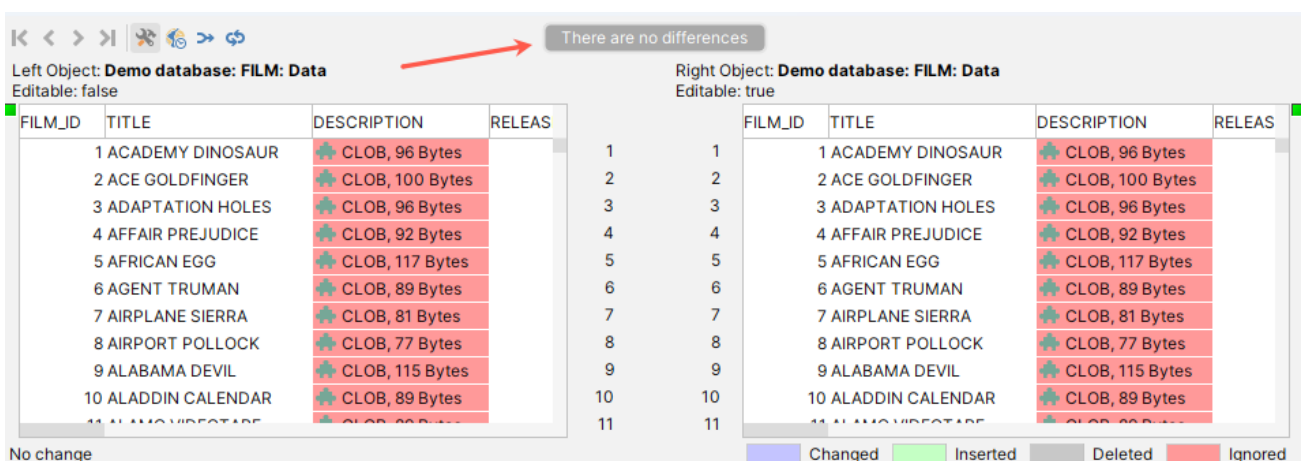 There are no differences
Left Object: Demo database: FILM: Data
Editable: false
Right Object: Demo database: FILM: Data
Editable: true
FILM_ID TITLE DESCRIPTION RELEAS
1 ACADEMY DINOSAUR CLOB, 96 Bytes
2 ACE GOLDFINGER CLOB, 100 Bytes
3 ADAPTATION HOLES CLOB, 96 Bytes
4 AFFAIR PREJUDICE CLOB, 92 Bytes
5 AFRICAN EGG CLOB, 117 Bytes
6 AGENT TRUMAN CLOB, 89 Bytes
7 AIRPLANE SIERRA CLOB, 81 Bytes
8 AIRPORT POLLOCK CLOB, 77 Bytes
9 ALABAMA DEVIL CLOB, 115 Bytes
10 ALADDIN CALENDAR CLOB, 89 Bytes
1 1
2 2
3 3
4 4
5 5
6 6
7 7
8 8
9 9
10 10
11 11
FILM_ID TITLE DESCRIPTION RELEAS
1 ACADEMY DINOSAUR CLOB, 96 Bytes
2 ACE GOLDFINGER CLOB, 100 Bytes
3 ADAPTATION HOLES CLOB, 96 Bytes
4 AFFAIR PREJUDICE CLOB, 92 Bytes
5 AFRICAN EGG CLOB, 117 Bytes
6 AGENT TRUMAN CLOB, 89 Bytes
7 AIRPLANE SIERRA CLOB, 81 Bytes
8 AIRPORT POLLOCK CLOB, 77 Bytes
9 ALABAMA DEVIL CLOB, 115 Bytes
10 ALADDIN CALENDAR CLOB, 89 Bytes
No change
Changed Inserted Deleted Ignored